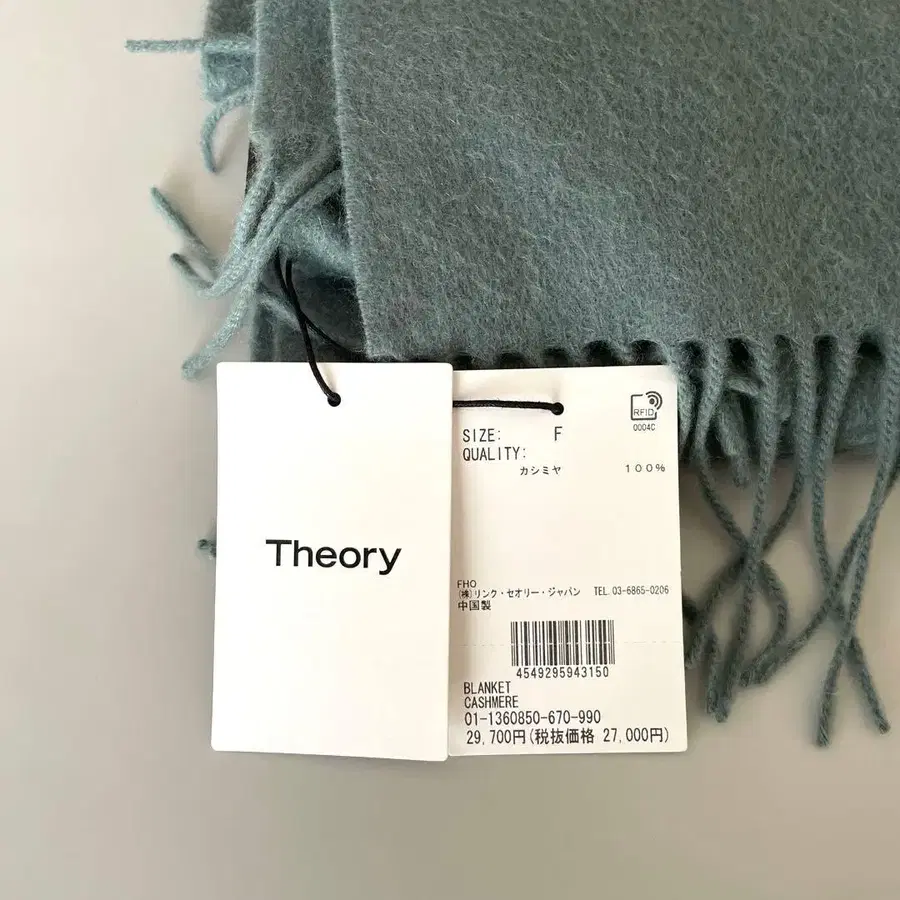 Theory
SIZE: F
QUALITY:
カシミヤ 100%
RFID
0004C
FHO
(株)リンク・セオリー・ジャパン TEL.03-6865-0206
中国製
4549295943150
BLANKET
CASHMERE
01-1360850-670-990
29,700円(税抜価格 27,000円)